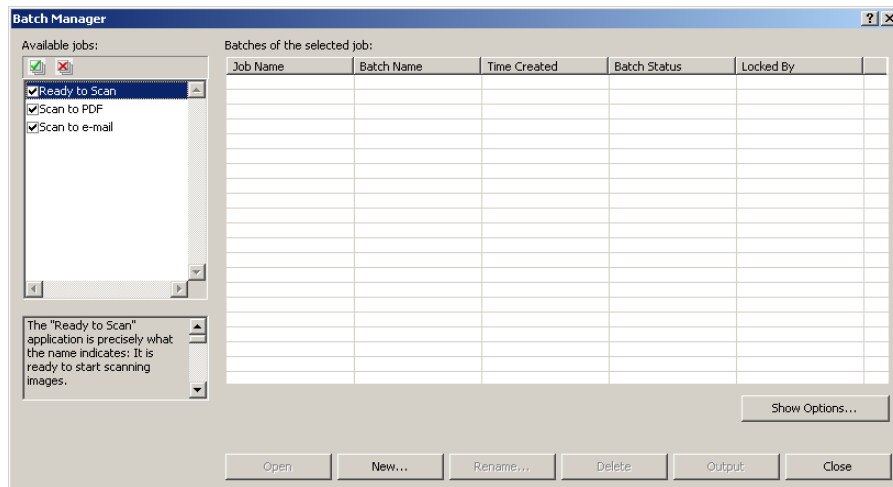 Batch Manager
Available jobs:
Ready to Scan
Scan to PDF
Scan to e-mail
The "Ready to Scan"
application is precisely what
the name indicates: It is
ready to start scanning
images.
Batches of the selected job:
Job Name Batch Name Time Created Batch Status Locked By
Show Options...
Open New... Rename... Delete Output Close